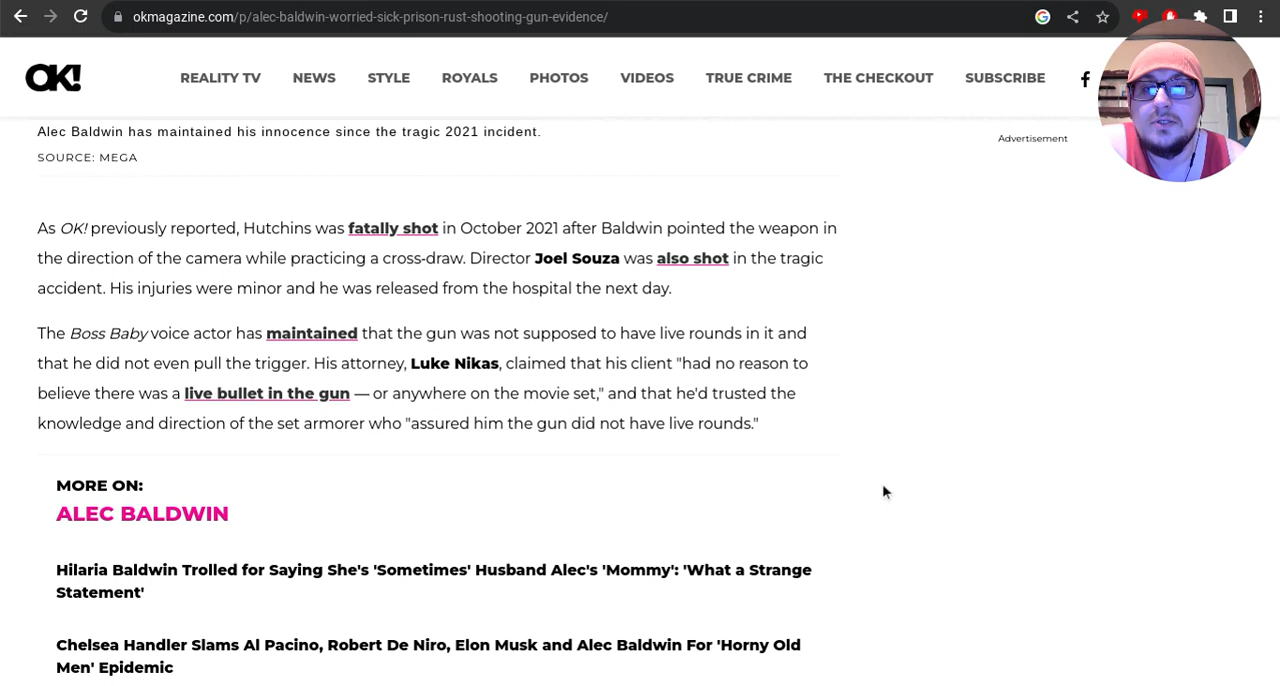 okmagazine.com/p/alec-baldwin-worried-sick-prison-rust-shooting-gun-evidence/
OK!
REALITY TV NEWS STYLE ROYALS PHOTOS VIDEOS TRUE CRIME THE CHECKOUT SUBSCRIBE
Alec Baldwin has maintained his innocence since the tragic 2021 incident.
SOURCE: MEGA
Advertisement
As OK! previously reported, Hutchins was fatally shot in October 2021 after Baldwin pointed the weapon in
the direction of the camera while practicing a cross-draw. Director Joel Souza was also shot in the tragic
accident. His injuries were minor and he was released from the hospital the next day.
The Boss Baby voice actor has maintained that the gun was not supposed to have live rounds in it and
that he did not even pull the trigger. His attorney, Luke Nikas, claimed that his client "had no reason to
believe there was a live bullet in the gun — or anywhere on the movie set," and that he'd trusted the
knowledge and direction of the set armorer who "assured him the gun did not have live rounds."
MORE ON:
ALEC BALDWIN
Hilaria Baldwin Trolled for Saying She's 'Sometimes' Husband Alec's 'Mommy': 'What a Strange
Statement'
Chelsea Handler Slams Al Pacino, Robert De Niro, Elon Musk and Alec Baldwin For 'Horny Old
Men' Epidemic